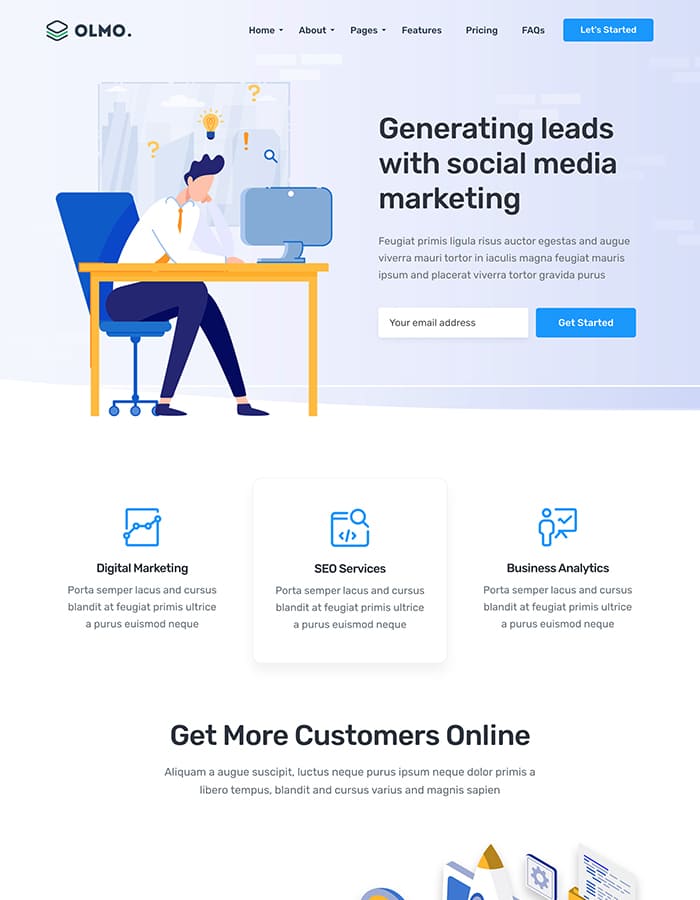 OLMO.
Home About Pages Features Pricing FAQs Let's Started
? ? !
Generating leads
with social media
marketing
Feugiat primis ligula risus auctor egestas and augue
viverra mauri tortor in iaculis magna feugiat mauris
ipsum and placerat viverra tortor gravida purus
Your email address
Get Started
</>
Digital Marketing
Porta semper lacus and cursus
blandit at feugiat primis ultrice
a purus euismod neque
SEO Services
Porta semper lacus and cursus
blandit at feugiat primis ultrice
a purus euismod neque
Business Analytics
Porta semper lacus and cursus
blandit at feugiat primis ultrice
a purus euismod neque
Get More Customers Online
Aliquam a augue suscipit, luctus neque purus ipsum neque dolor primis a
libero tempus, blandit and cursus varius and magnis sapien